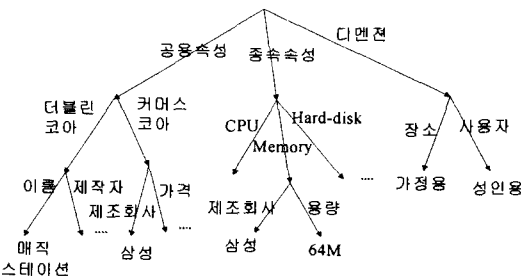 디멘젼
공용속성
종속속성
더블린
코아
커머스
코아
CPU
Hard-disk
Memory
장소
사용자
이름
제작자
제조회사
가격
....
제조회사
용량
가정용
성인용
매직
스테이션
....
삼성
....
삼성
64M